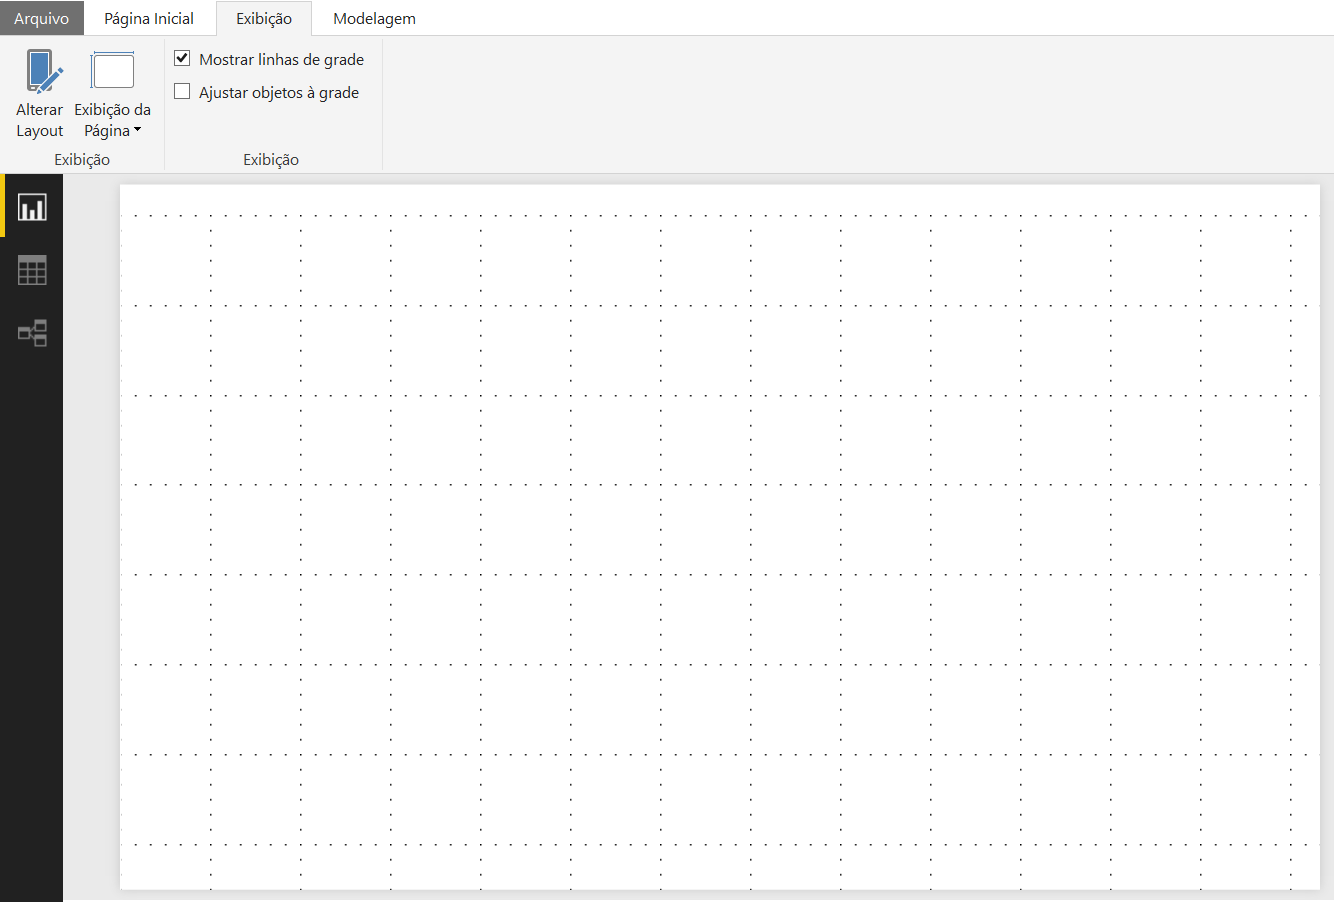 Arquivo
Página Inicial
Exibição
Modelagem
Alterar
Layout
Exibição da
Página
Exibição
Mostrar linhas de grade
Ajustar objetos à grade
Exibição